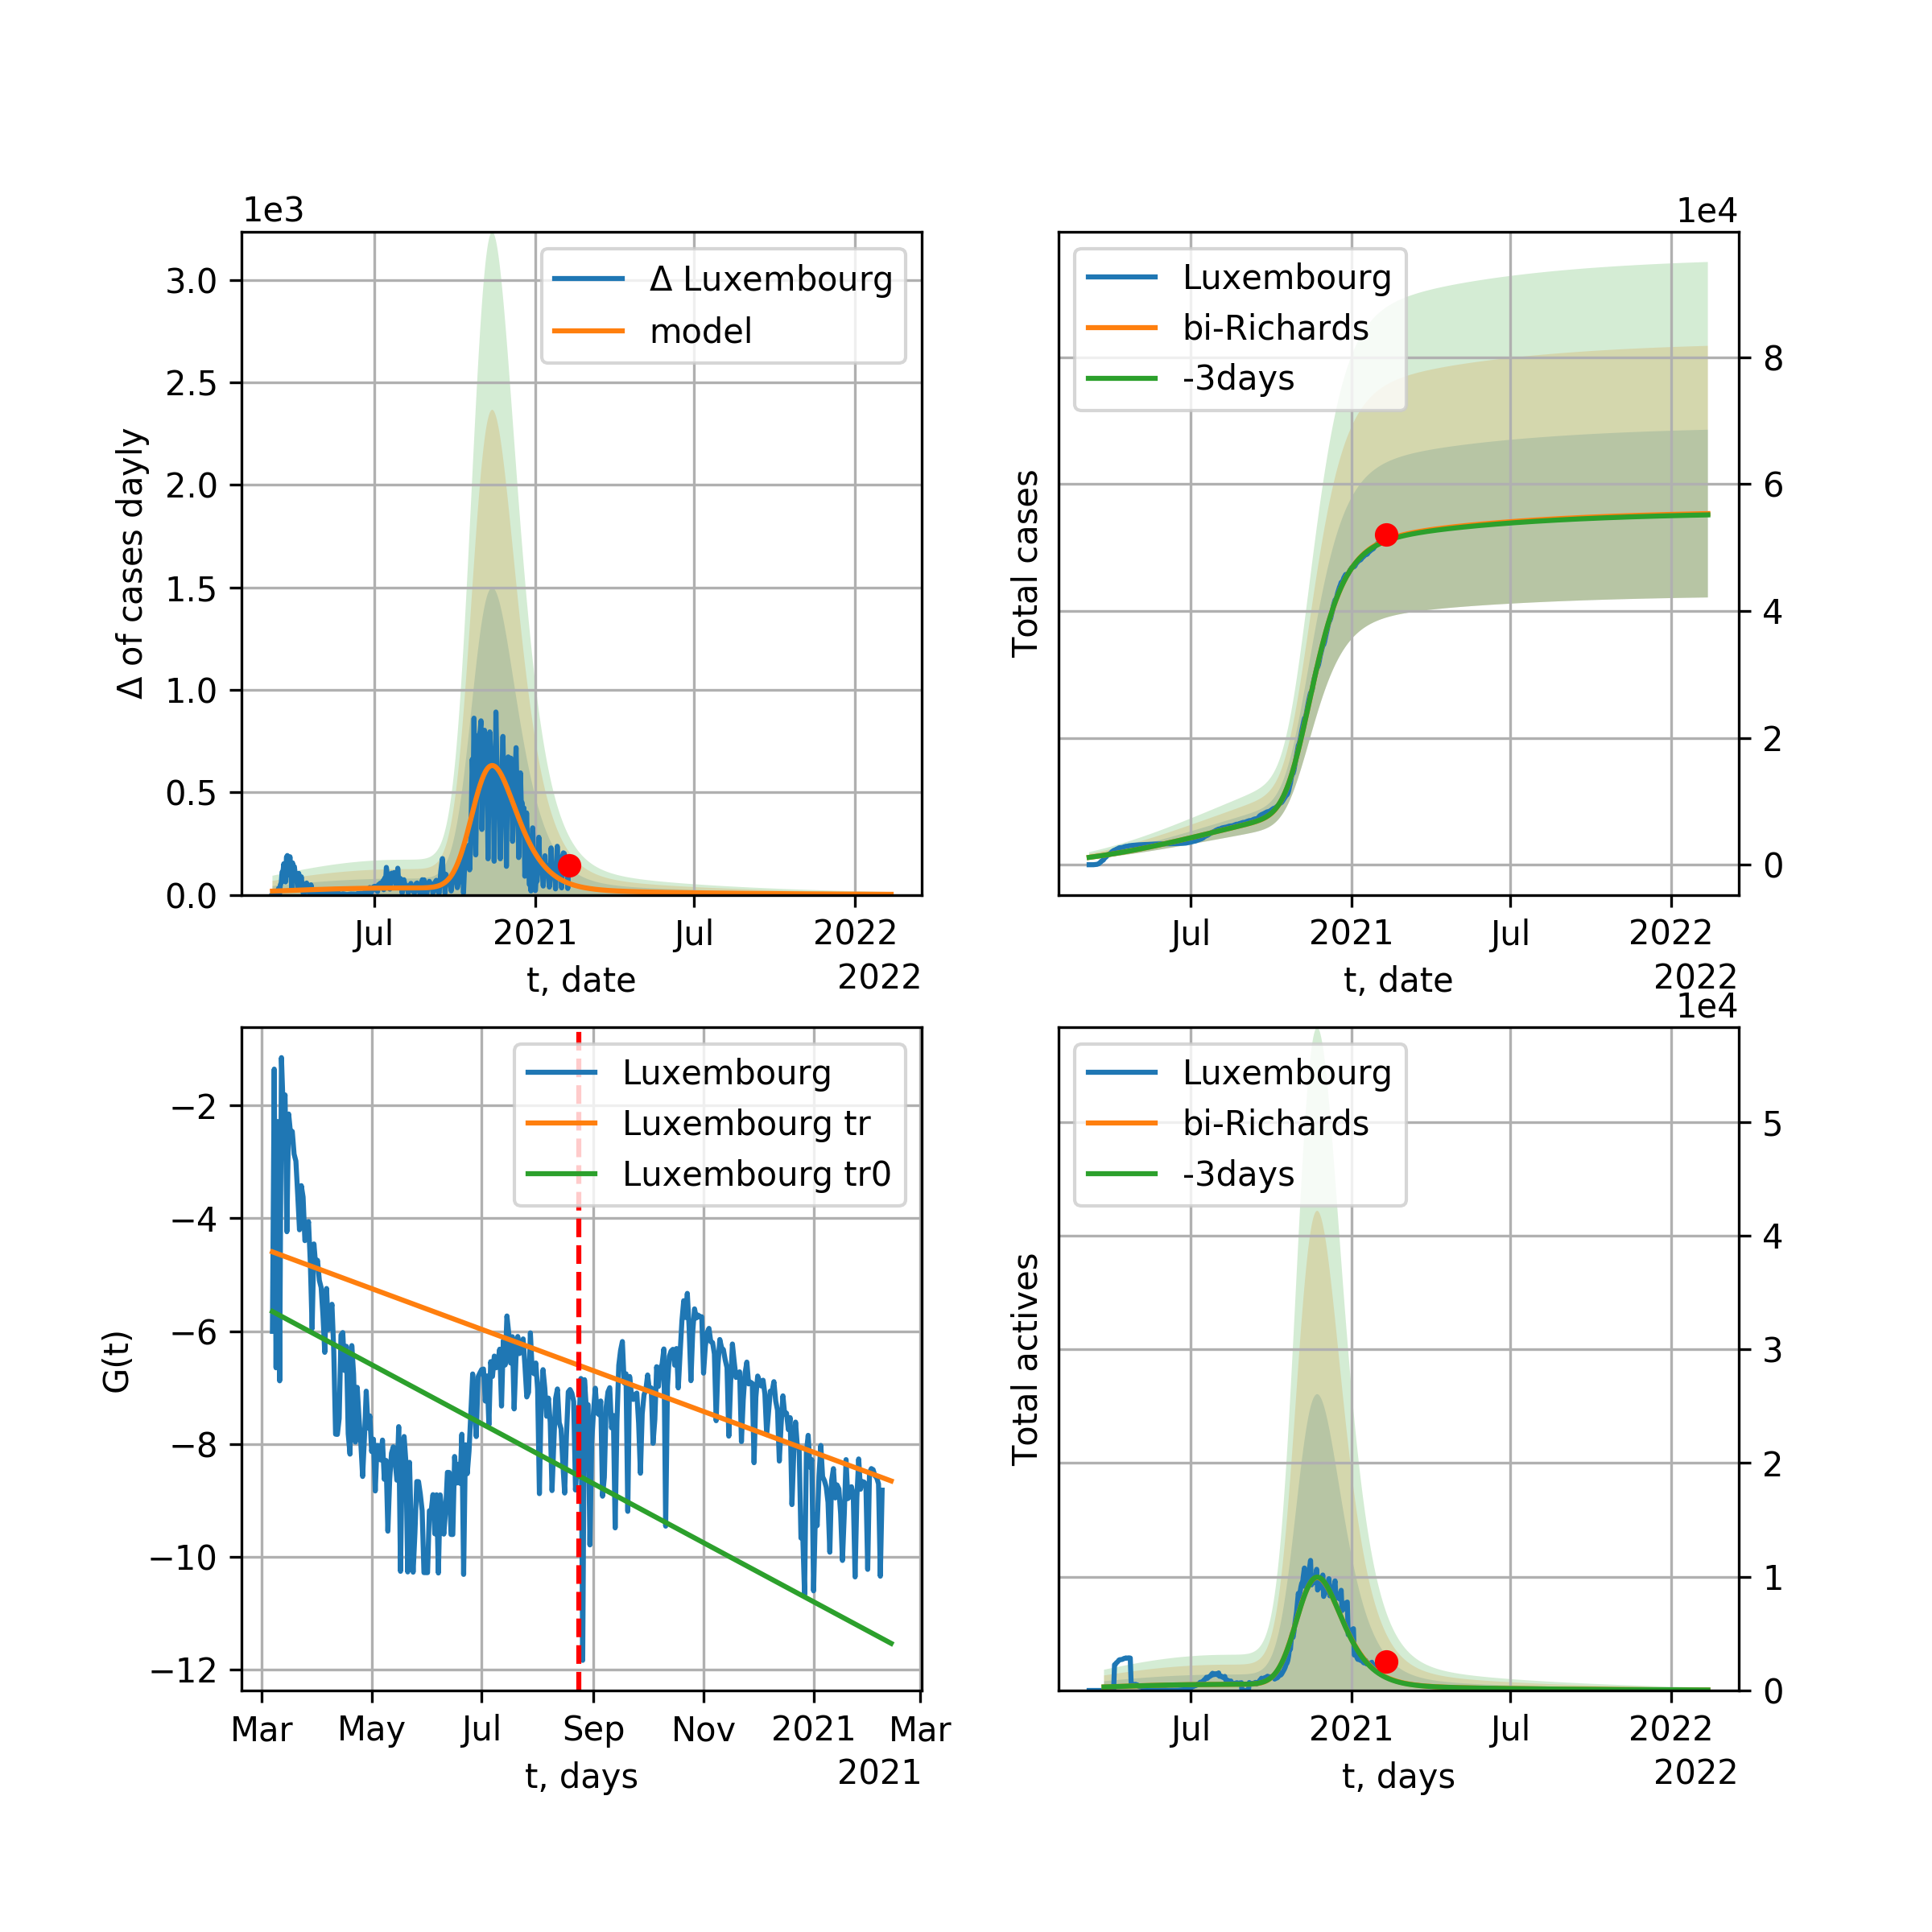 1e3
3.0
2.5
2.0
1.5
1.0
0.5
0.0
Δ of cases dayly
Δ Luxembourg
model
Jul
2021
Jul
2022
t, date
2022
1e4
Luxembourg
bi-Richards
-3days
Total cases
8
6
4
2
0
Jul
2021
Jul
2022
t, date
2022
−2
−4
−6
−8
−10
−12
G(t)
Luxembourg
Luxembourg tr
Luxembourg tr0
Mar
May
Jul
Sep
Nov
2021
Mar
t, days
2021
1e4
Luxembourg
bi-Richards
-3days
Total actives
5
4
3
2
1
0
Jul
2021
Jul
2022
t, days
2022